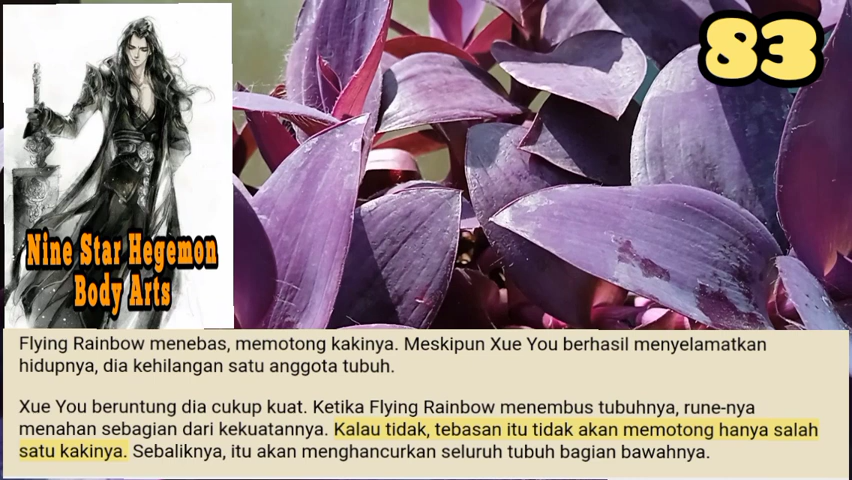 83
Nine Star Hegemon
Body Arts
Flying Rainbow menebas, memotong kakinya. Meskipun Xue You berhasil menyelamatkan
hidupnya, dia kehilangan satu anggota tubuh.
Xue You beruntung dia cukup kuat. Ketika Flying Rainbow menembus tubuhnya, rune-nya
menahan sebagian dari kekuatannya. Kalau tidak, tebasan itu tidak akan memotong hanya salah
satu kakinya. Sebaliknya, itu akan menghancurkan seluruh tubuh bagian bawahnya.